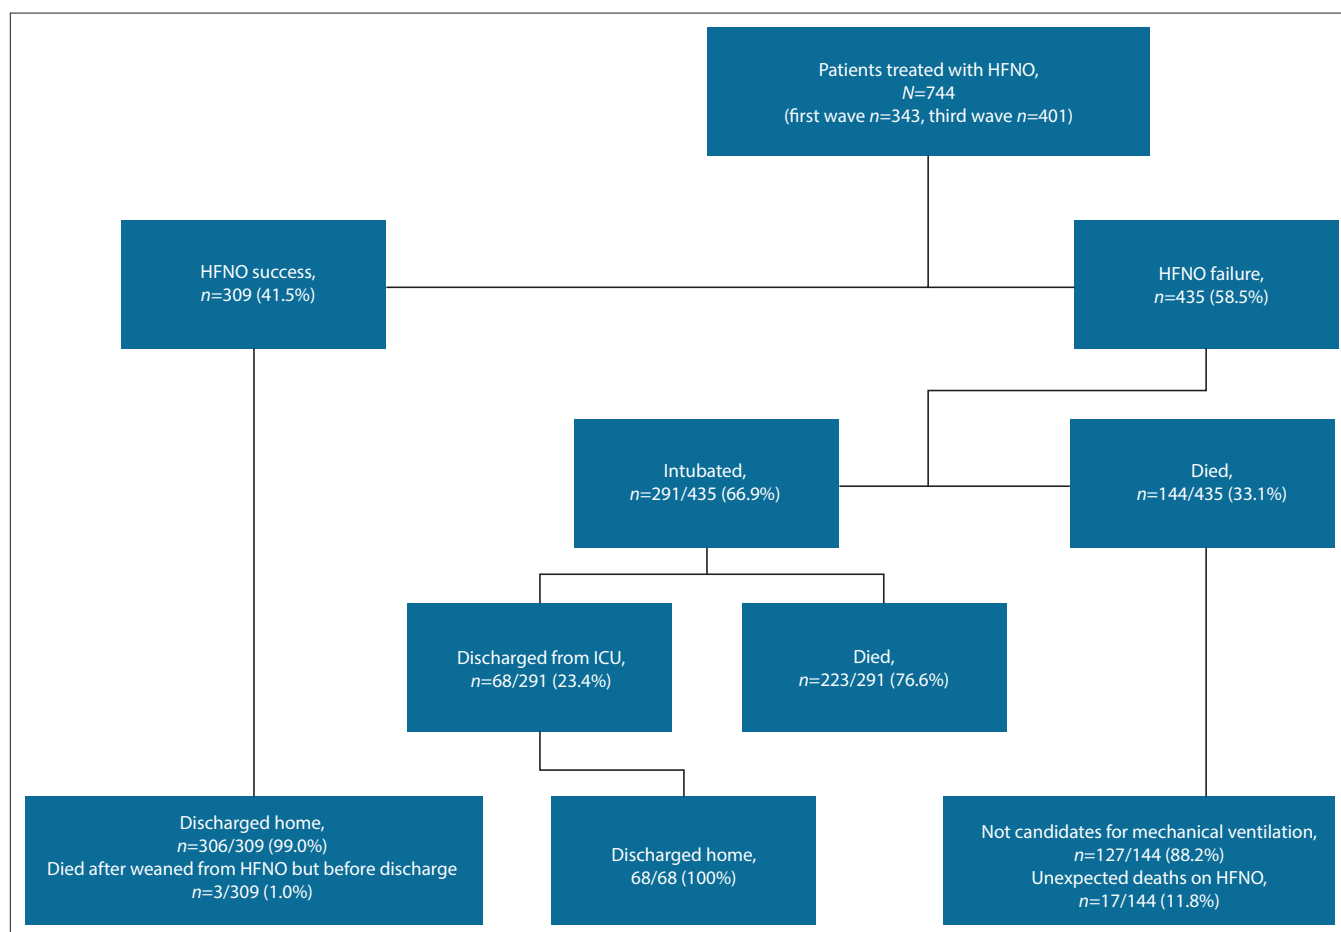 Patients treated with HFNO,
N=744
(first wave n=343, third wave n=401)
HFNO success,
n=309 (41.5%)
HFNO failure,
n=435 (58.5%)
Intubated,
n=291/435 (66.9%)
Died,
n=144/435 (33.1%)
Discharged from ICU,
n=68/291 (23.4%)
Died,
n=223/291 (76.6%)
Discharged home,
n=306/309 (99.0%)
Died after weaned from HFNO but before discharge
n=3/309 (1.0%)
Discharged home,
68/68 (100%)
Not candidates for mechanical ventilation,
n=127/144 (88.2%)
Unexpected deaths on HFNO,
n=17/144 (11.8%)